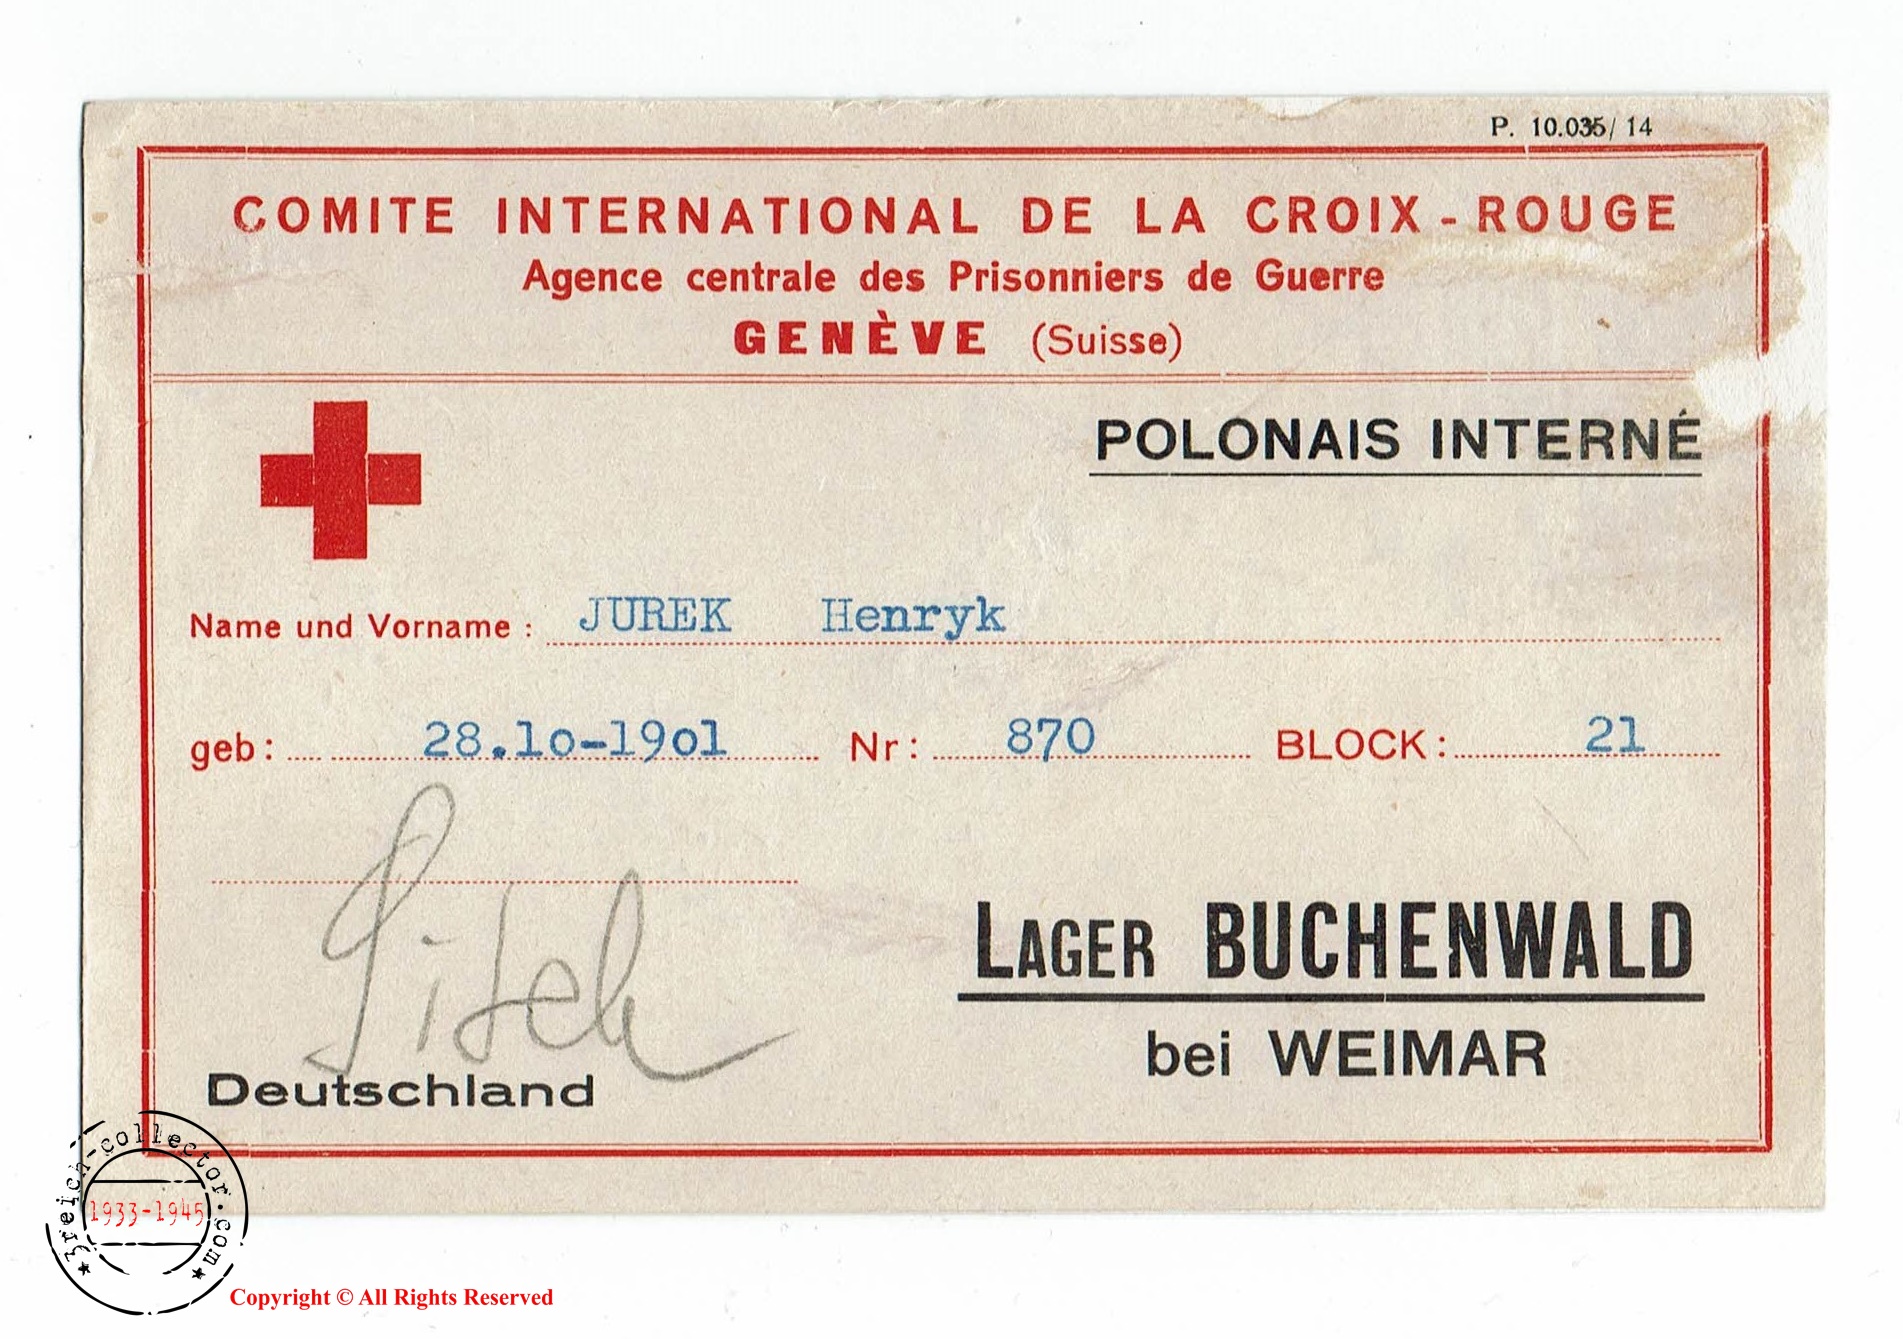 P. 10.035/ 14
COMITE INTERNATIONAL DE LA CROIX-ROUGE
Agence centrale des Prisonniers de Guerre
GENÈVE (Suisse)
POLONAIS INTERNÉ
Name und Vorname : JUREK Henryk
geb: 28.lo-19ol Nr: 870 BLOCK: 21
LAGER BUCHENWALD
bei WEIMAR
Deutschland
3reich-collector.com
1933-1945
Copyright © All Rights Reserved